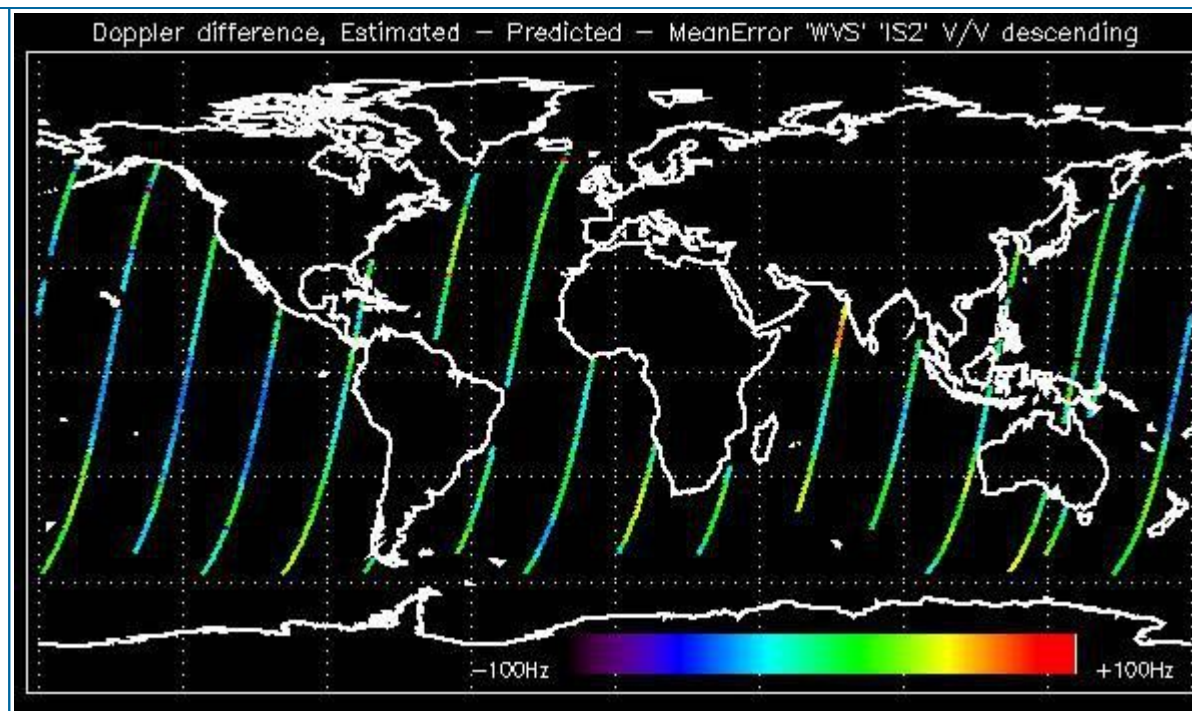 Doppler difference, Estimated – Predicted – MeanError 'WVS' 'IS2' V/V descending
–100Hz +100Hz